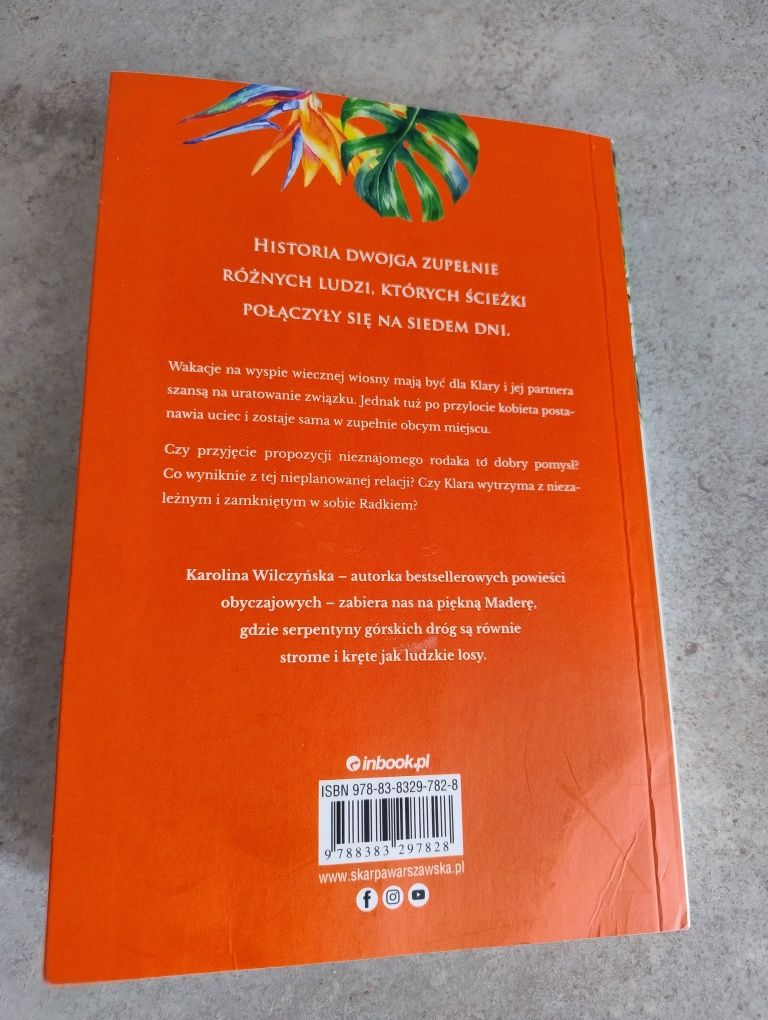 HISTORIA DWOJGA ZUPEŁNIE
RÓŻNYCH LUDZI, KTÓRYCH ŚCIEŻKI
POŁĄCZYŁY SIĘ NA SIEDEM DNI.
Wakacje na wyspie wiecznej wiosny mają być dla Klary i jej partnera
szansą na uratowanie związku. Jednak tuż po przylocie kobieta posta-
nawia uciec i zostaje sama w zupełnie obcym miejscu.
Czy przyjęcie propozycji nieznajomego rodaka to dobry pomysł?
Co wyniknie z tej nieplanowanej relacji? Czy Klara wytrzyma z nieza-
leżnym i zamkniętym w sobie Radkiem?
Karolina Wilczyńska – autorka bestsellerowych powieści
obyczajowych – zabiera nas na piękną Maderę,
gdzie serpentyny górskich dróg są równie
strome i kręte jak ludzkie losy.
inbook.pl
ISBN 978-83-8329-782-8
9 788383 297828
www.skarpawarszawska.pl